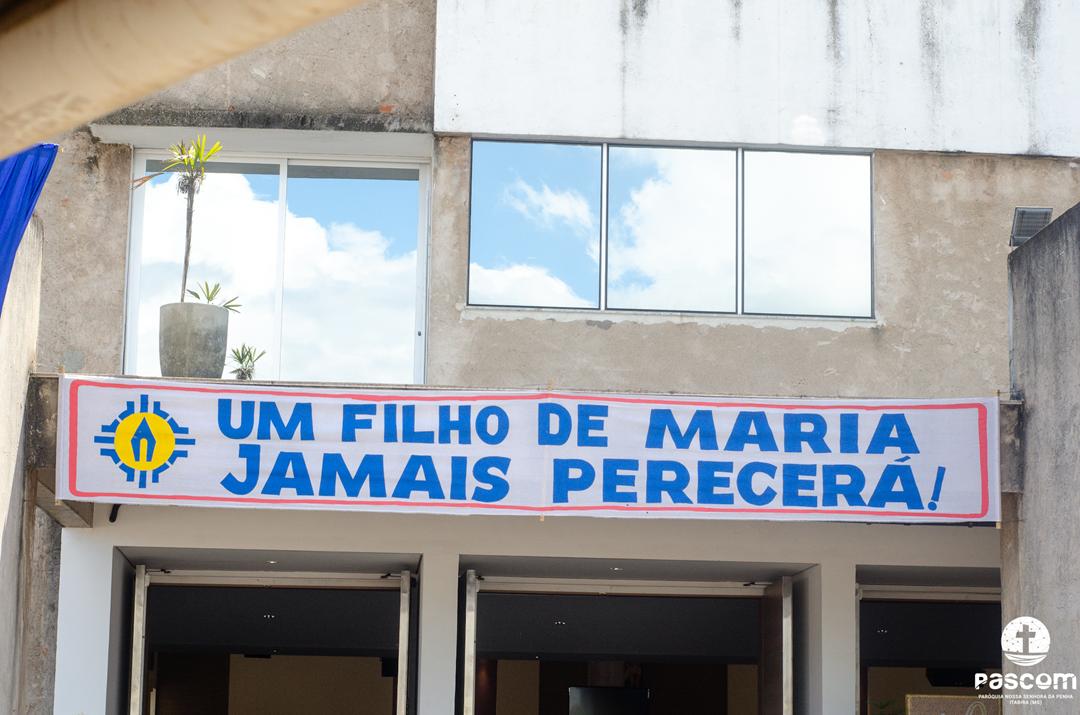 UM FILHO DE MARIA
JAMAIS PERECERÁ!
Pascom
PARÓQUIA NOSSA SENHORA DA PENHA
ITABIRA (MG)